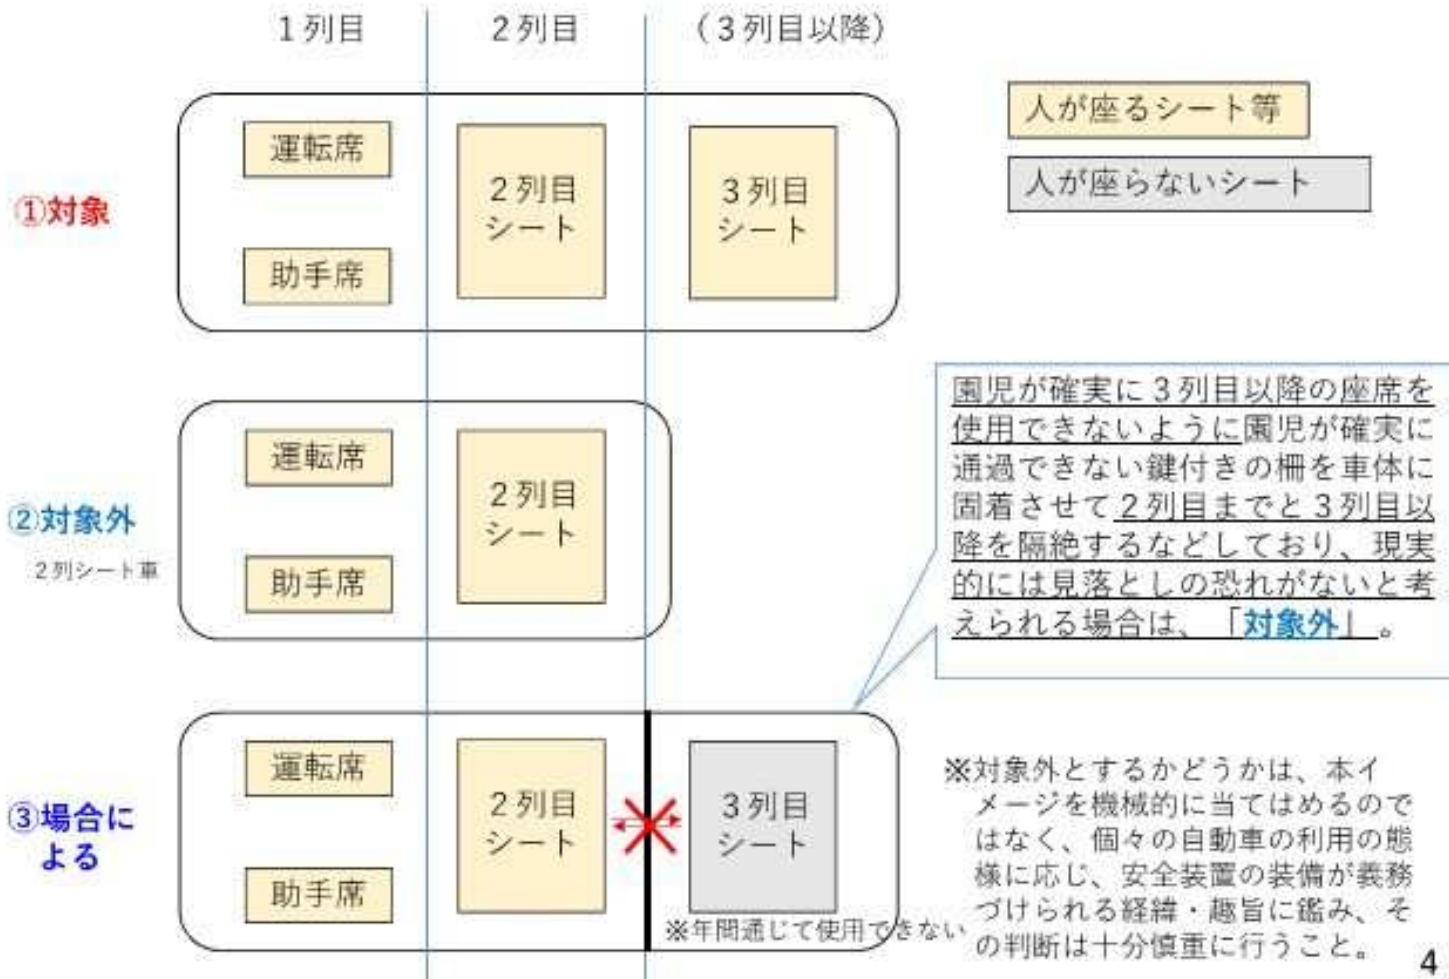 1列目
2列目
(3列目以降)
人が座るシート等
人が座らないシート
①対象
運転席
助手席
2列目
シート
3列目
シート
②対象外
2列シート車
運転席
助手席
2列目
シート
園児が確実に3列目以降の座席を
使用できないように園児が確実に
通過できない鍵付きの柵を車体に
固着させて2列目までと3列目以
降を隔絶するなどしており、現実
的には見落としの恐れがないと考
えられる場合は、「対象外」。
③場合に
よる
運転席
助手席
2列目
シート
3列目
シート
※年間通じて使用できない
※対象外とするかどうかは、本イ
メージを機械的に当てはめるので
はなく、個々の自動車の利用の態
様に応じ、安全装置の装備が義務
づけられる経緯・趣旨に鑑み、そ
の判断は十分慎重に行うこと。
4